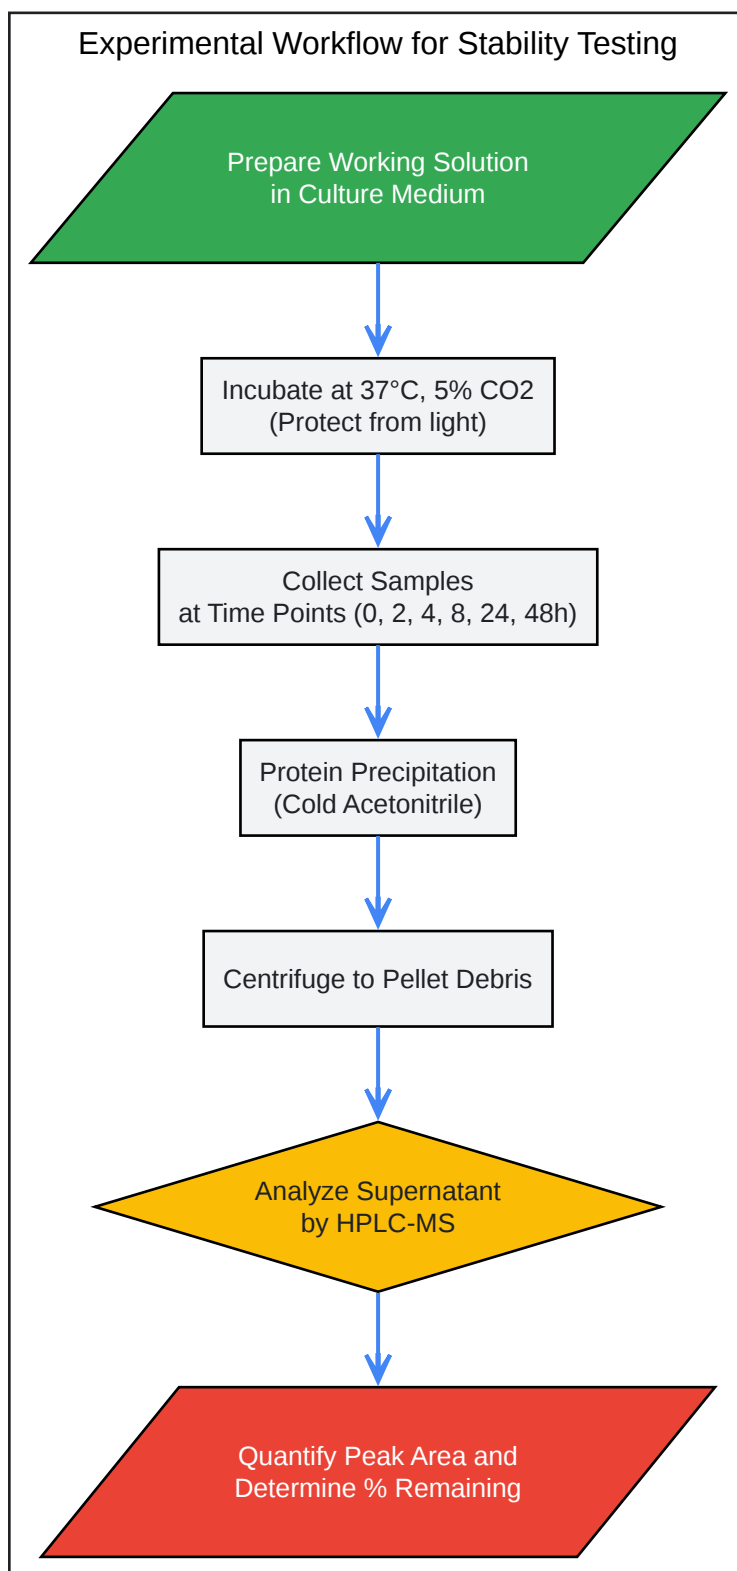 Experimental Workflow for Stability Testing
Prepare Working Solution
in Culture Medium
Incubate at 37°C, 5% CO2
(Protect from light)
Collect Samples
at Time Points (0, 2, 4, 8, 24, 48h)
Protein Precipitation
(Cold Acetonitrile)
Centrifuge to Pellet Debris
Analyze Supernatant
by HPLC-MS
Quantify Peak Area and
Determine % Remaining